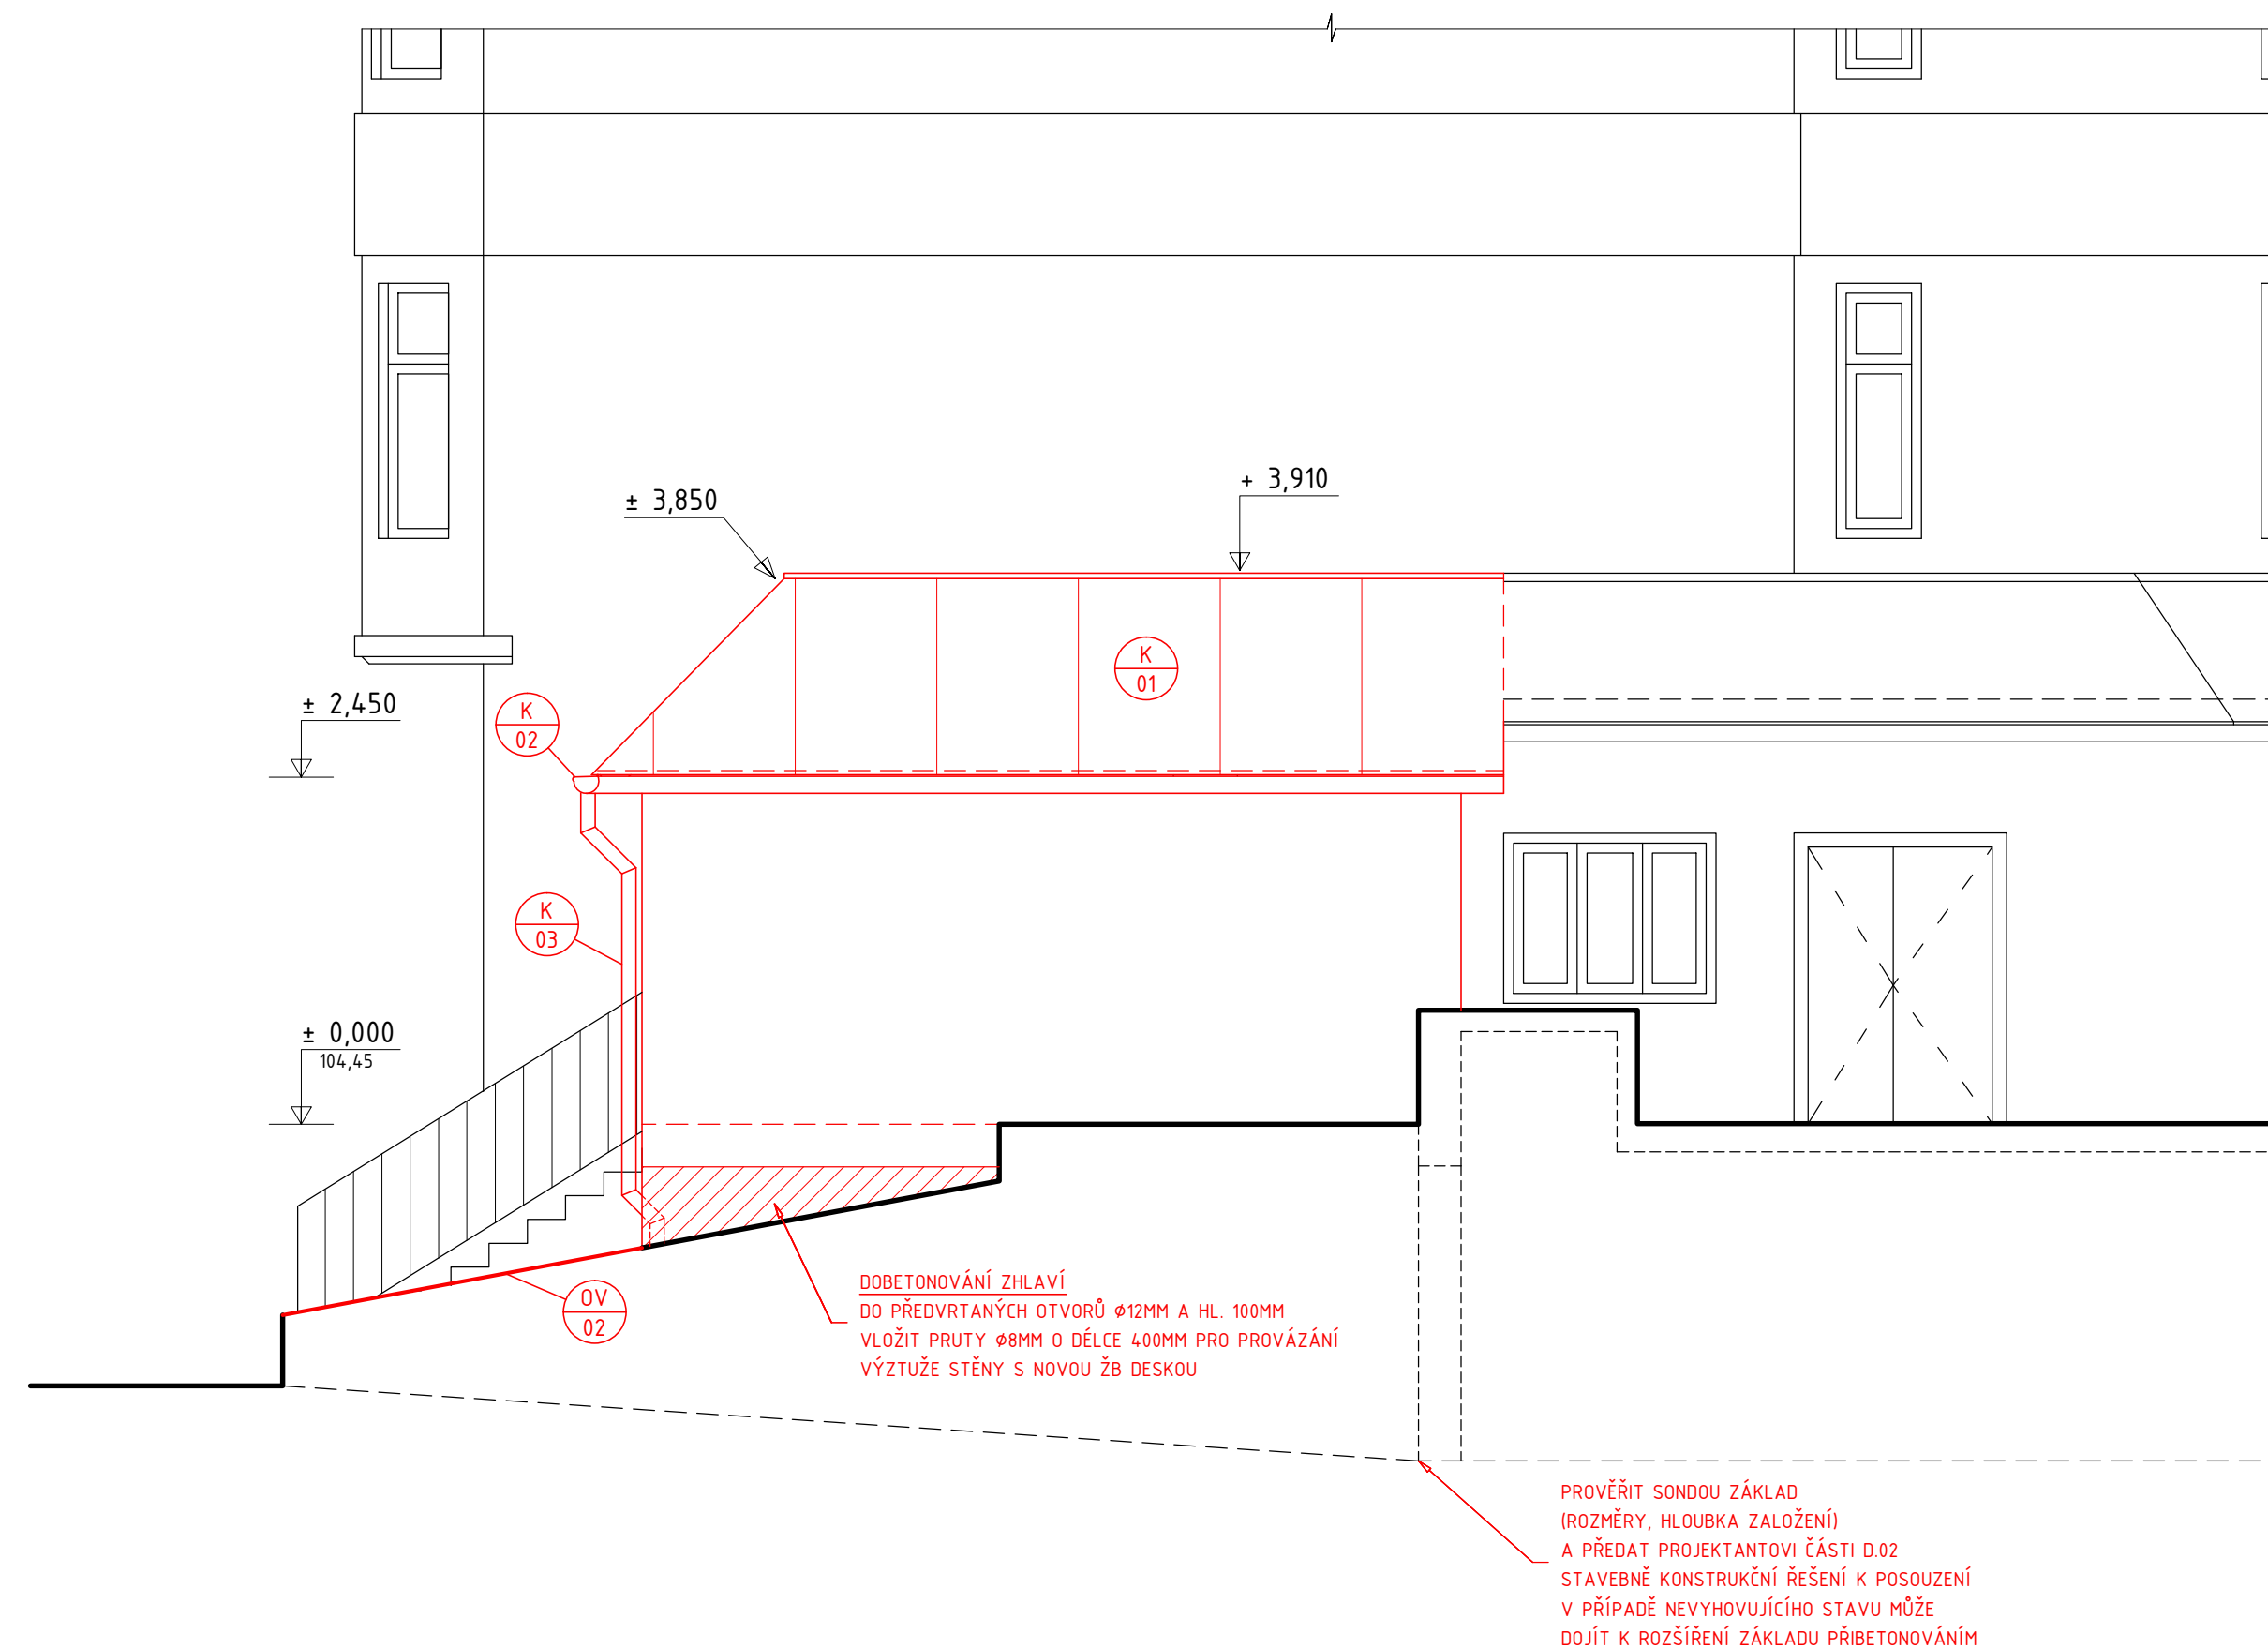 + 3,910
± 3,850
K
01
± 2,450
K
02
K
03
± 0,000
104,45
DOBETONOVÁNÍ ZHLAVÍ
DO PŘEDVRTANÝCH OTVORŮ Ø12MM A HL. 100MM
VLOŽIT PRUTY Ø8MM O DÉLCE 400MM PRO PROVÁZÁNÍ
VÝZTUŽE STĚNY S NOVOU ŽB DESKOU
OV
02
PROVĚŘIT SONDOU ZÁKLAD
(ROZMĚRY, HLOUBKA ZALOŽENÍ)
A PŘEDAT PROJEKTANTOVI ČÁSTI D.02
STAVEBNĚ KONSTRUKČNÍ ŘEŠENÍ K POSOUZENÍ
V PŘÍPADĚ NEVYHOVUJÍCÍHO STAVU MŮŽE
DOJÍT K ROZŠÍŘENÍ ZÁKLADU PŘIBETONOVÁNÍM